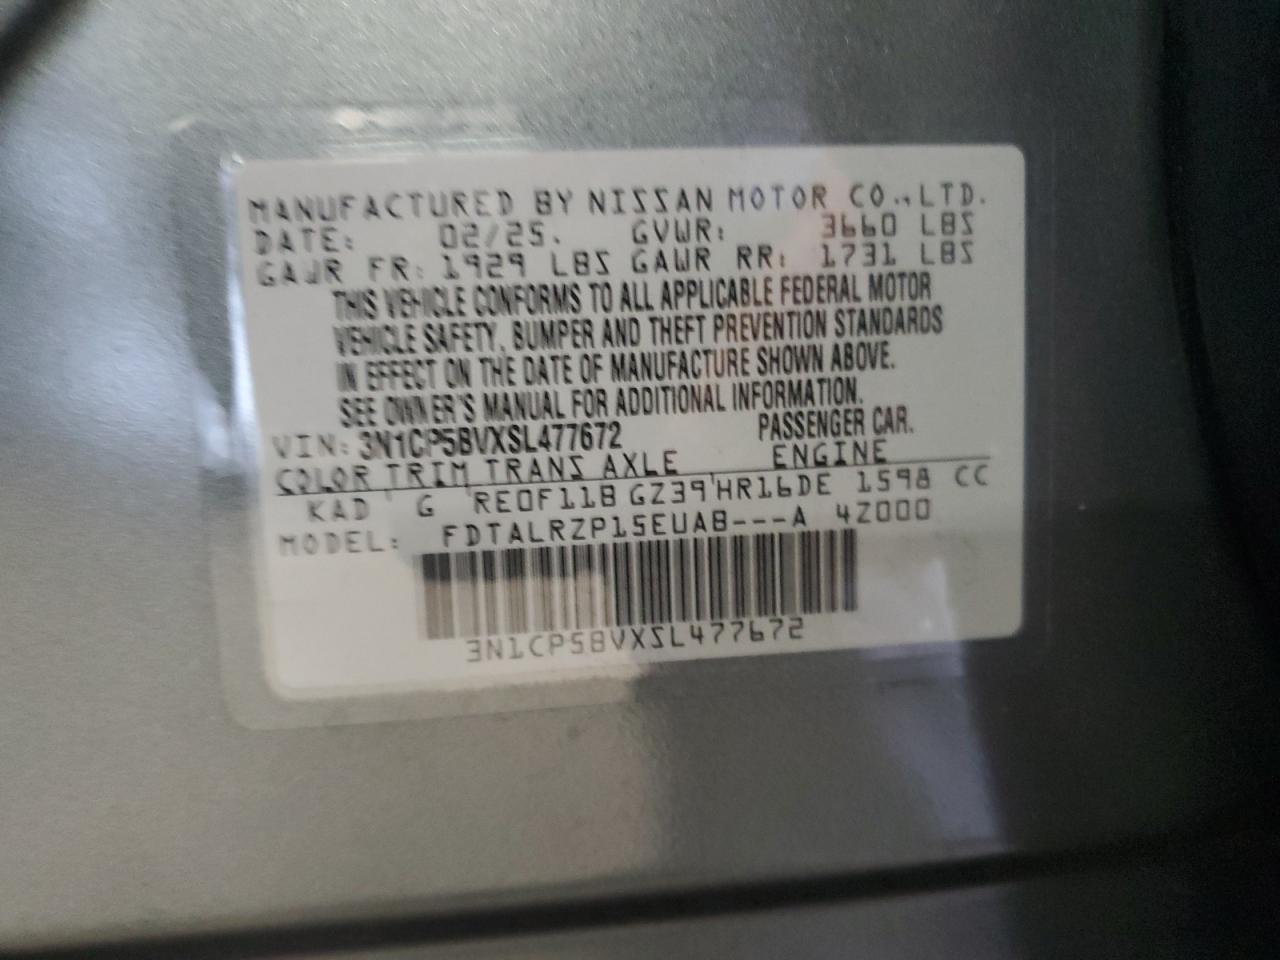 MANUFACTURED BY NISSAN MOTOR CO.,LTD.
DATE: 02/25. GVWR: 3660 LBS
GAWR FR: 1929 LBS GAWR RR: 1731 LBS
THIS VEHICLE CONFORMS TO ALL APPLICABLE FEDERAL MOTOR
VEHICLE SAFETY, BUMPER AND THEFT PREVENTION STANDARDS
IN EFFECT ON THE DATE OF MANUFACTURE SHOWN ABOVE.
SEE OWNER'S MANUAL FOR ADDITIONAL INFORMATION.
VIN: 3N1CP5BVXSL477672 PASSENGER CAR.
COLOR TRIM TRANS AXLE ENGINE
KAD G RE0F11B GZ39 HR16DE 1598 CC
MODEL: FDTALRZP15EUAB---A 4Z000
3N1CP5BVXSL477672